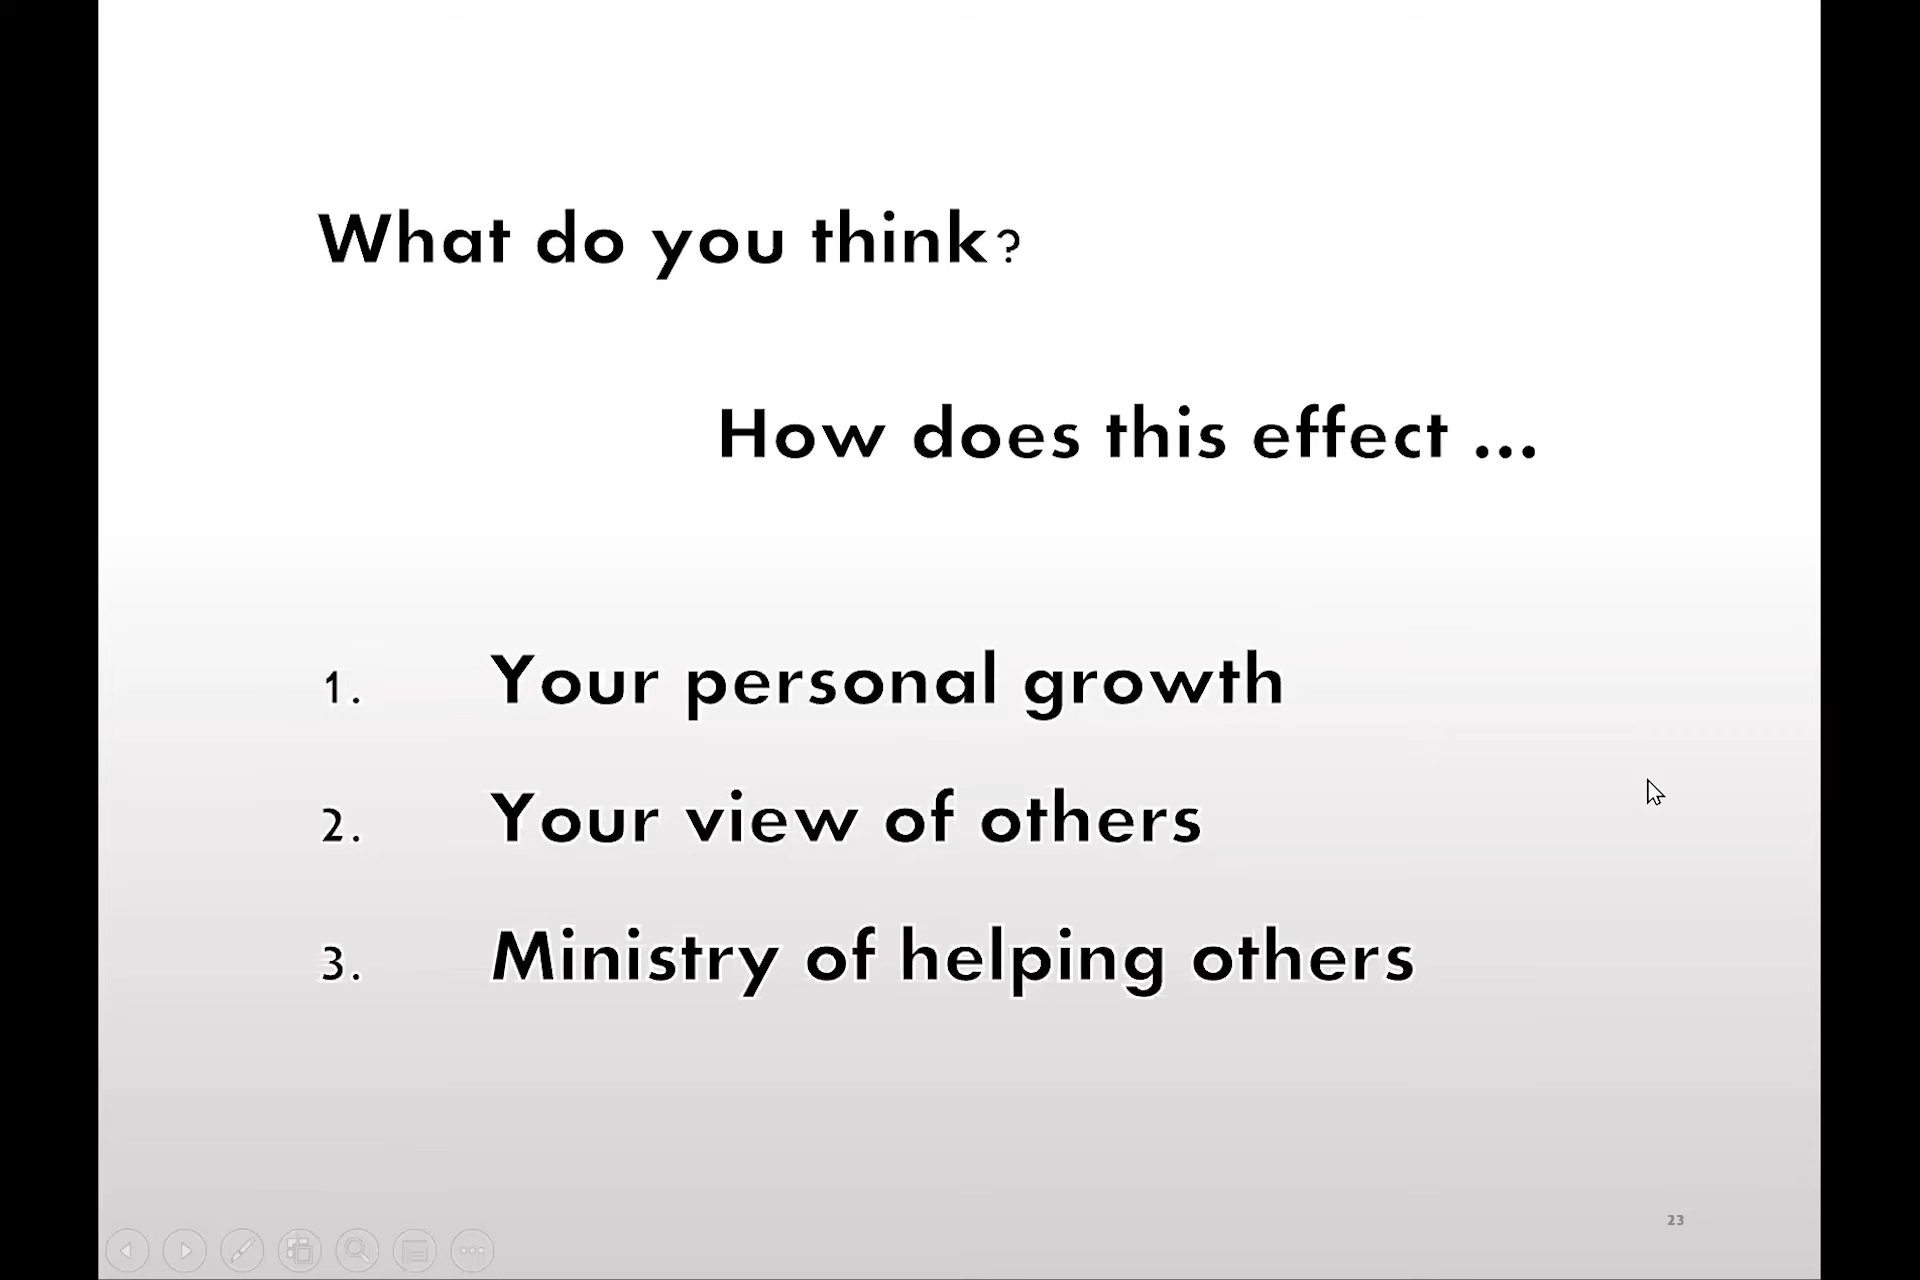 What do you think?
How does this effect ...
1. Your personal growth
2. Your view of others
3. Ministry of helping others
23